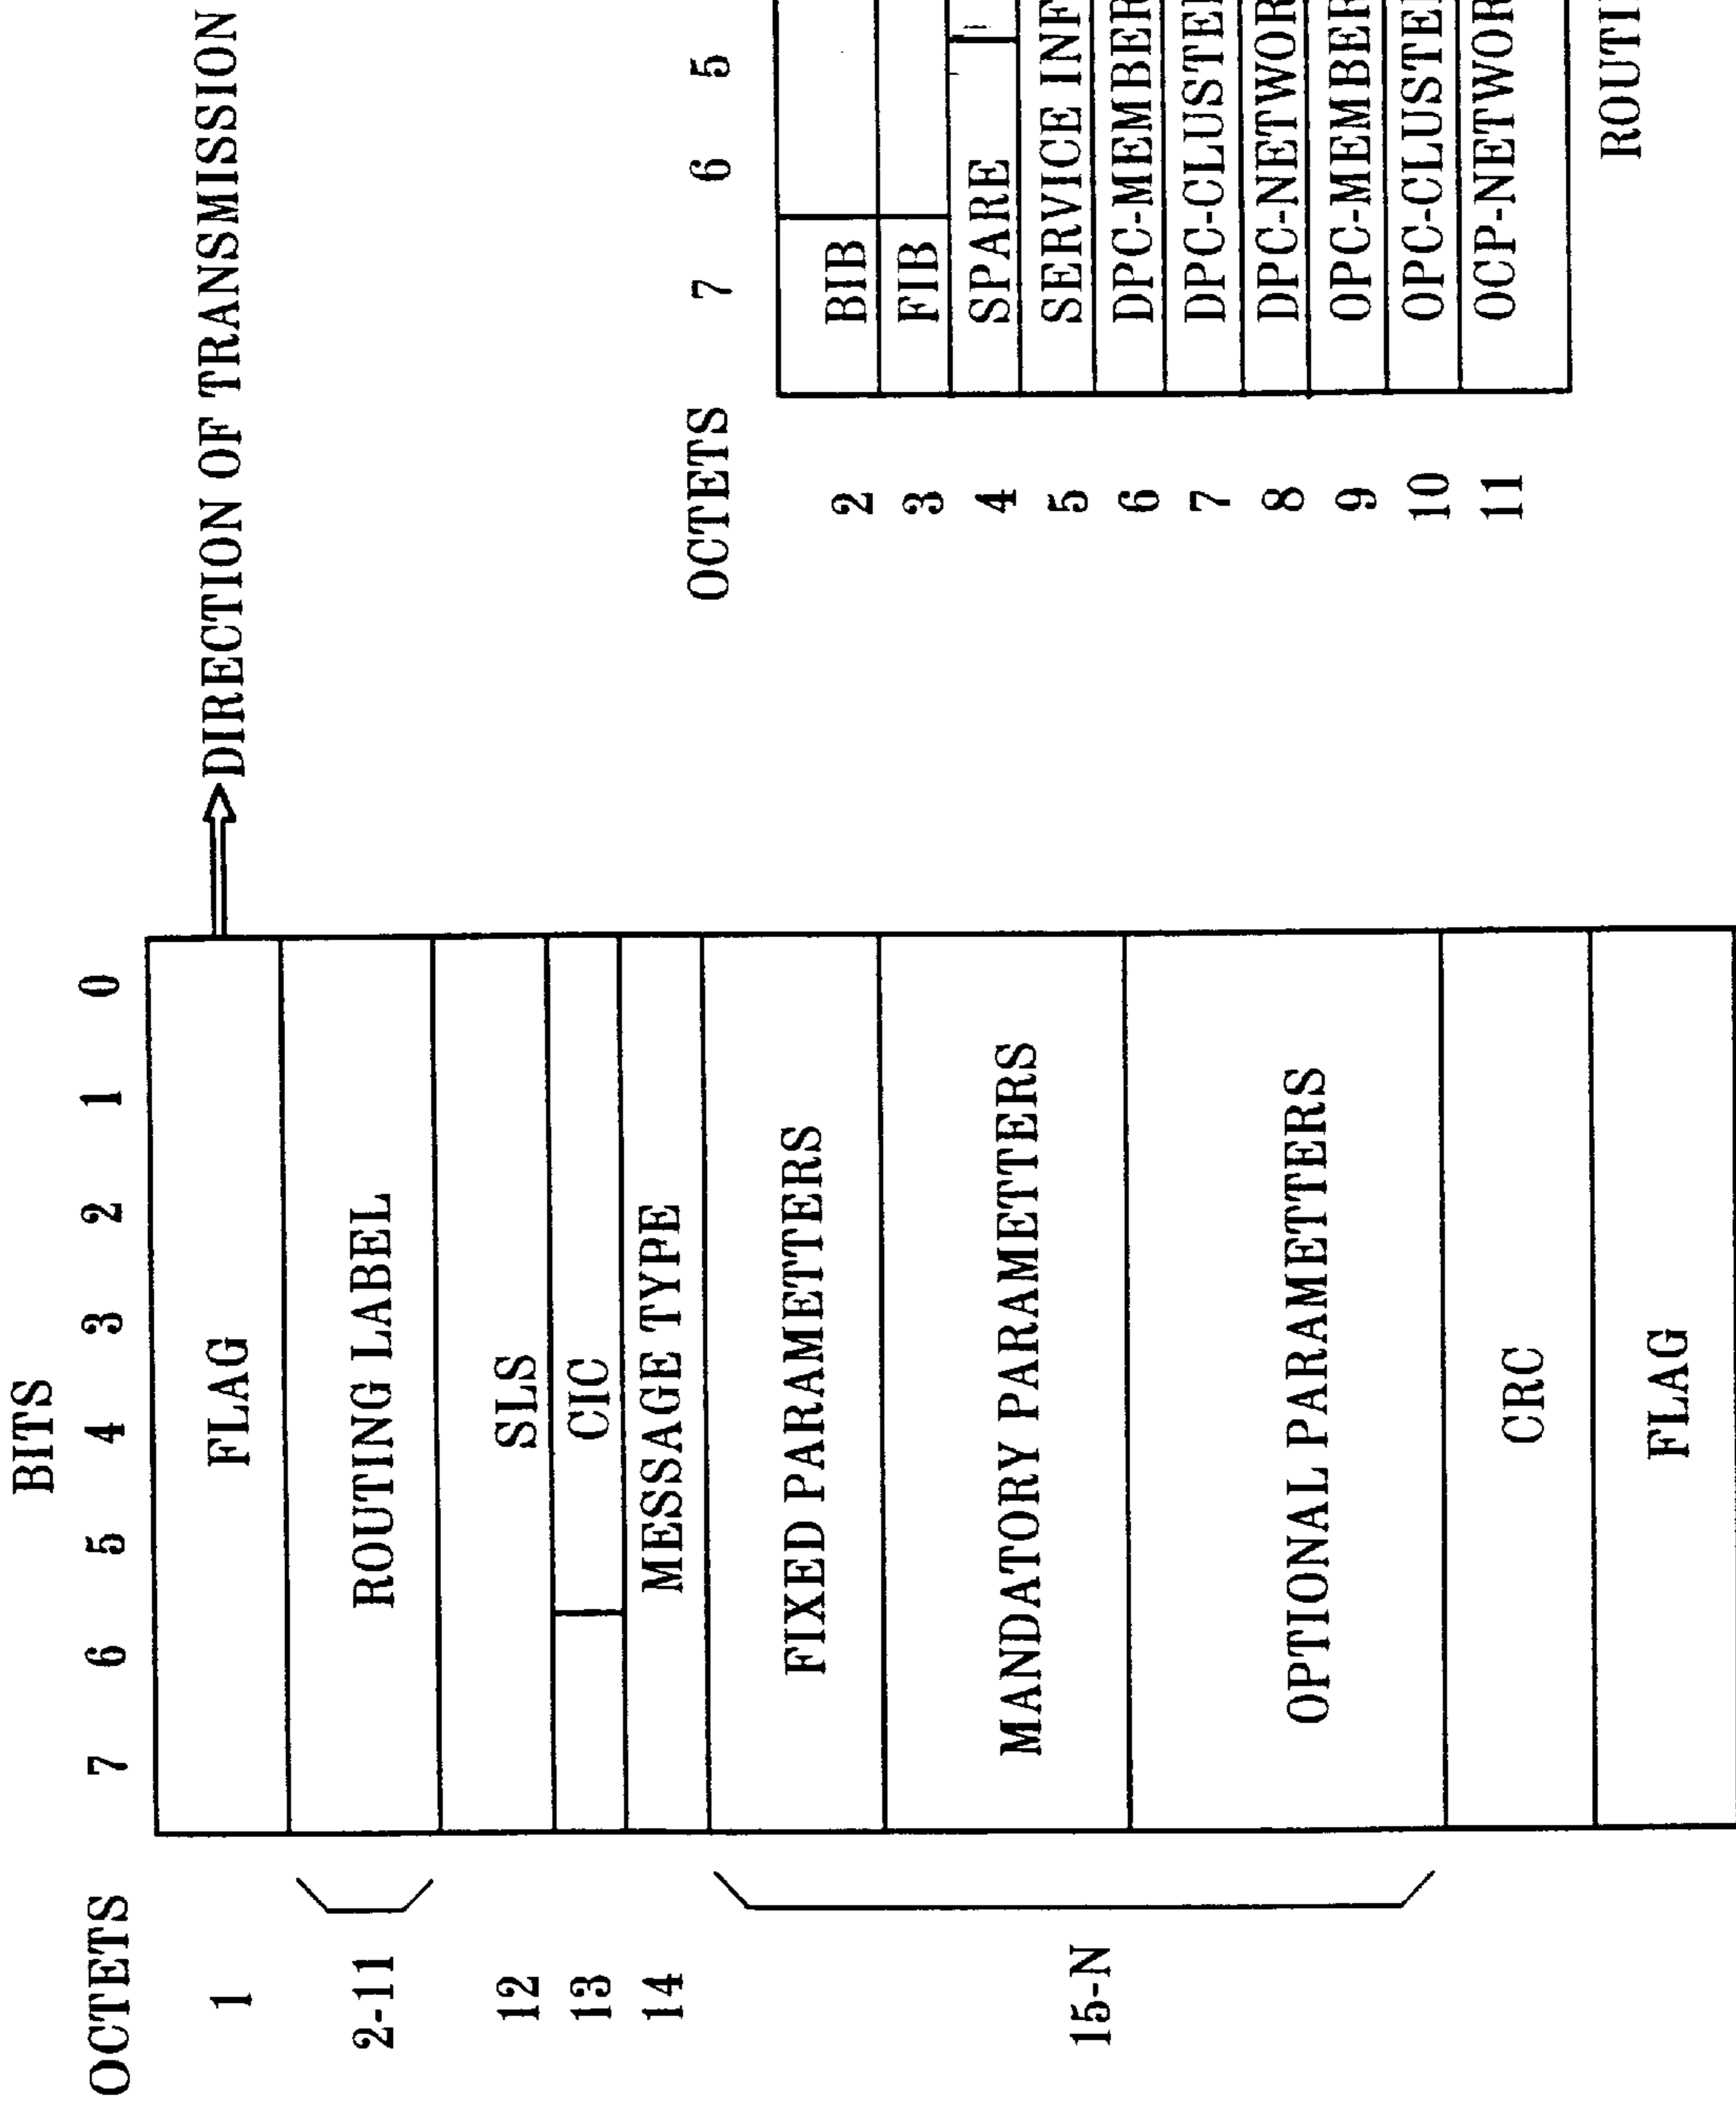 BITS
OCTETS 7 6 5 4 3 2 1 0
1 FLAG DIRECTION OF TRANSMISSION
2-11 ROUTING LABEL
12 SLS
13 CIC
14 MESSAGE TYPE
FIXED PARAMETTERS
15-N MANDATORY PARAMETTERS
OPTIONAL PARAMETTERS
CRC
FLAG
OCTETS 7 6 5
2 BIB
3 FIB
4 SPARE
5 SERVICE INF
6 DPC-MEMBER
7 DPC-CLUSTE
8 DPC-NETWOR
9 OPC-MEMBER
10 OPC-CLUSTE
11 OCP-NETWOR
ROUTI